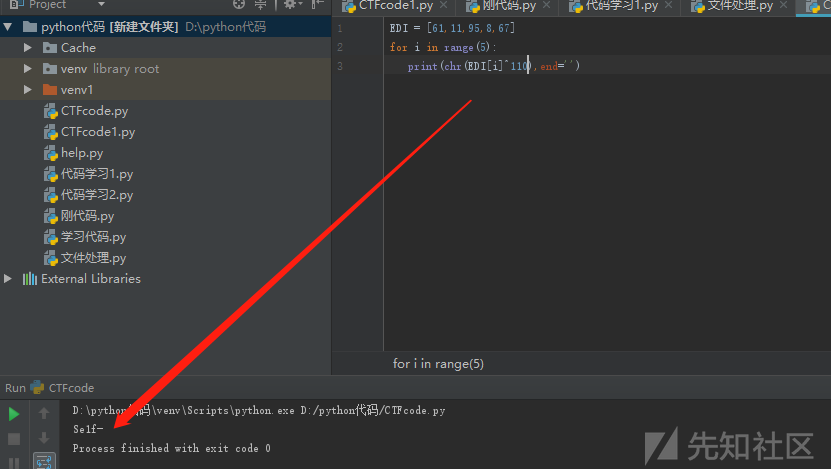 Project
CTFcode1.py
刚代码.py
代码学习1.py
文件处理.py
python代码 [新建文件夹] D:\python代码
Cache
venv library root
venv1
CTFcode.py
CTFcode1.py
help.py
代码学习1.py
代码学习2.py
刚代码.py
学习代码.py
文件处理.py
External Libraries
1 EDI = [61,11,95,8,67]
2 for i in range(5):
3 print(chr(EDI[i]^110),end='')
for i in range(5)
Run CTFcode
D:\python代码\venv\Scripts\python.exe D:/python代码/CTFcode.py
Se1f-
Process finished with exit code 0
先知社区